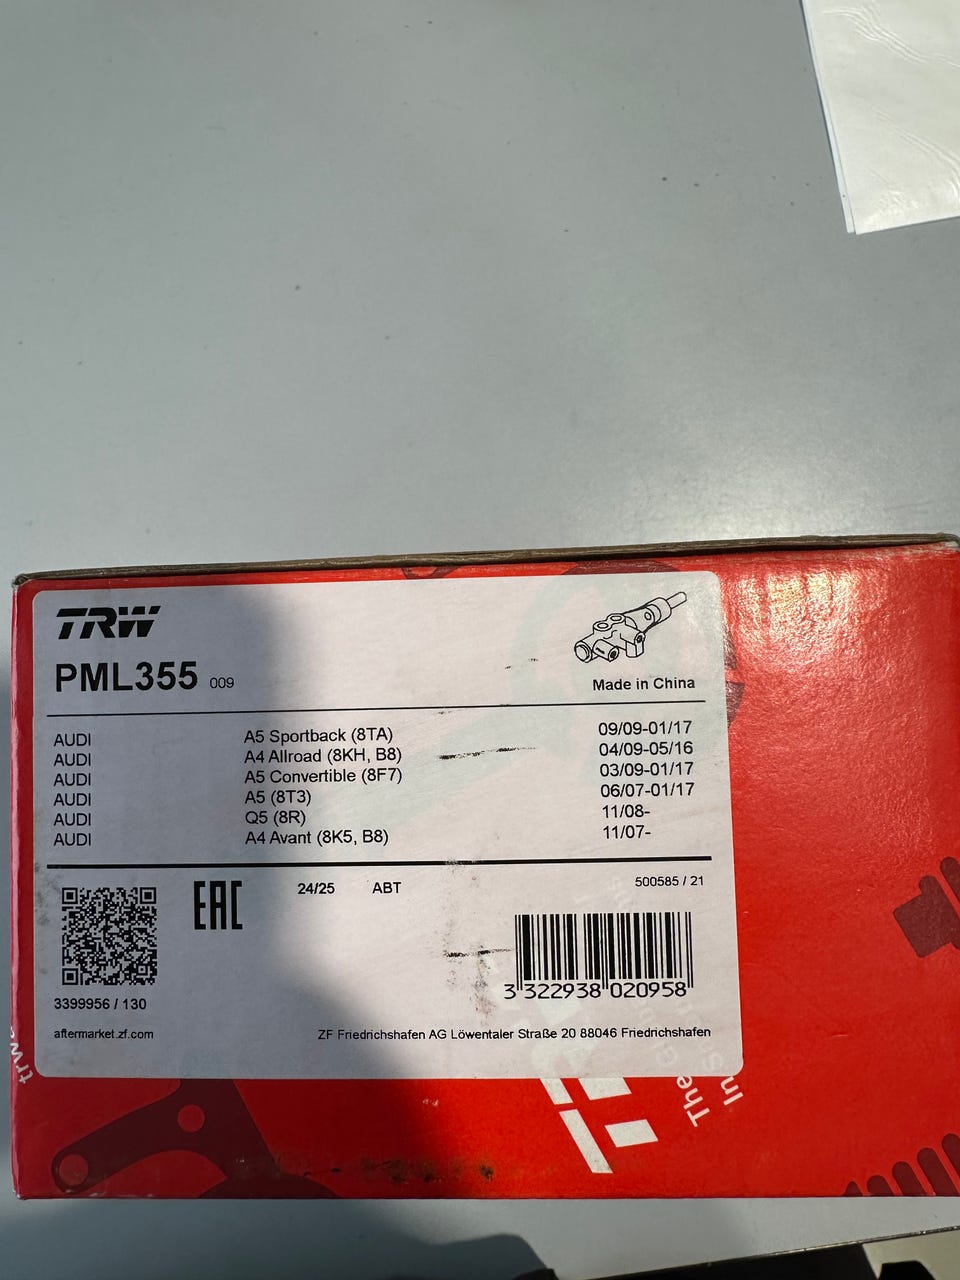 TRW
PML355 009
Made in China
AUDI A5 Sportback (8TA) 09/09-01/17
AUDI A4 Allroad (8KH, B8) 04/09-05/16
AUDI A5 Convertible (8F7) 03/09-01/17
AUDI A5 (8T3) 06/07-01/17
AUDI Q5 (8R) 11/08-
AUDI A4 Avant (8K5, B8) 11/07-
EAC 24/25 ABT 500585 / 21
3 322938 020958
3399956 / 130
aftermarket.zf.com ZF Friedrichshafen AG Löwentaler Straße 20 88046 Friedrichshafen
The